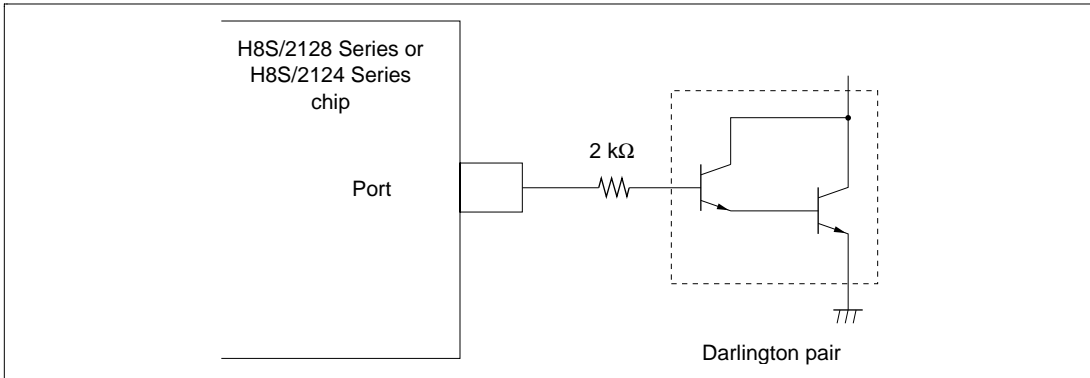 H8S/2128 Series or
H8S/2124 Series
chip
2 kΩ
Port
Darlington pair